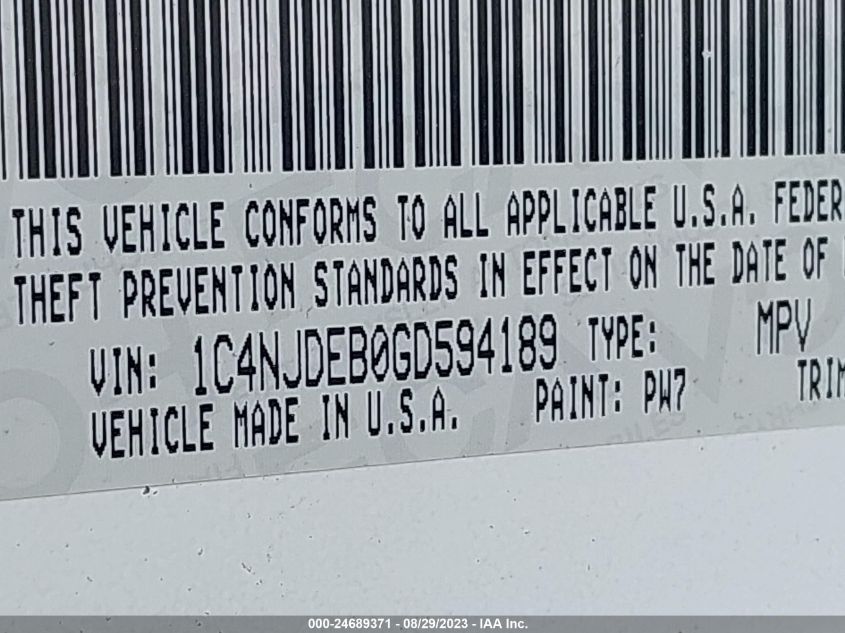 THIS VEHICLE CONFORMS TO ALL APPLICABLE U.S.A. FEDER
THEFT PREVENTION STANDARDS IN EFFECT ON THE DATE OF
VIN: 1C4NJDEB0GD594189 TYPE: MPV
VEHICLE MADE IN U.S.A. PAINT: PW7 TRIM
000-24689371 - 08/29/2023 - IAA Inc.